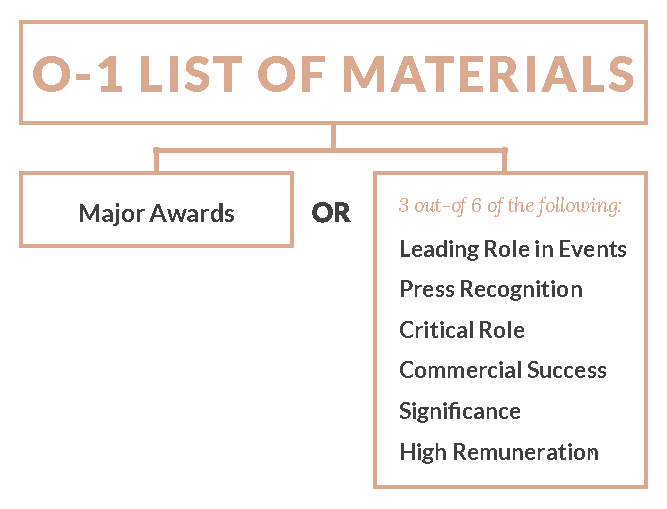 O-1 LIST OF MATERIALS
Major Awards
OR
3 out-of 6 of the following:
Leading Role in Events
Press Recognition
Critical Role
Commercial Success
Significance
High Remuneration